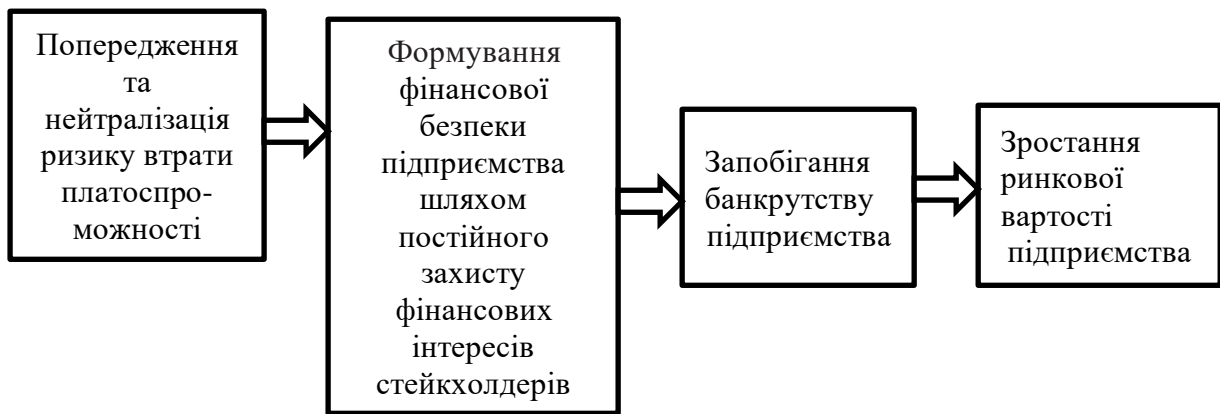 Попередження
та
нейтралізація
ризику втрати
платоспро-
можності
Формування
фінансової
безпеки
підприємства
шляхом
постійного
захисту
фінансових
інтересів
стейкхолдерів
Запобігання
банкрутству
підприємства
Зростання
ринкової
вартості
підприємства